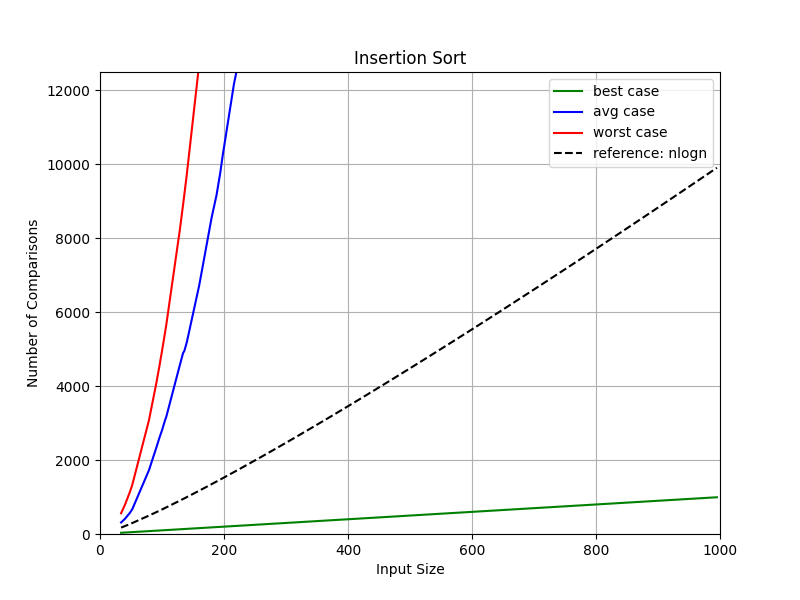 Insertion Sort
12000
10000
8000
6000
4000
2000
0
Number of Comparisons
best case
avg case
worst case
reference: nlogn
0 200 400 600 800 1000
Input Size